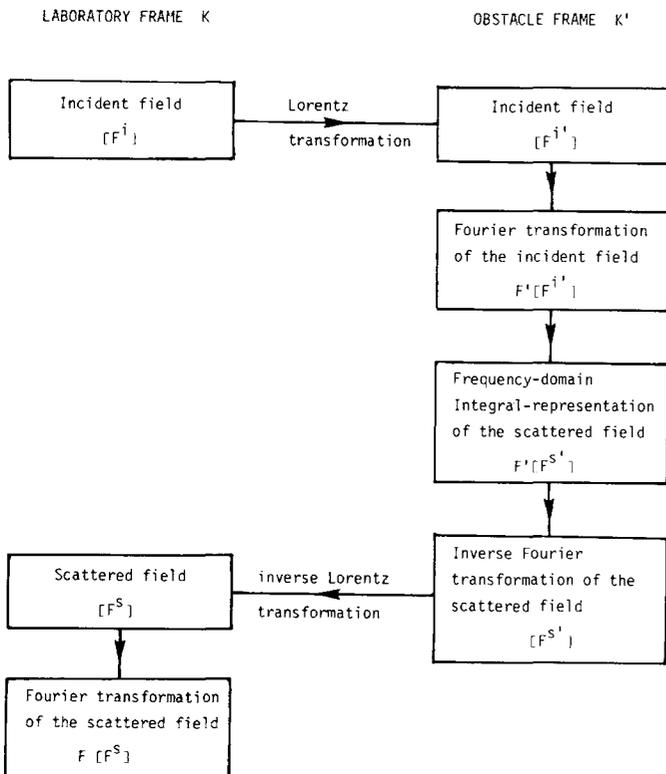 LABORATORY FRAME K
OBSTACLE FRAME K'
Incident field
[F^i]
Lorentz
transformation
Incident field
[F^i']
Fourier transformation
of the incident field
F'[F^i']
Frequency-domain
Integral-representation
of the scattered field
F'[F^s']
Inverse Fourier
transformation of the
scattered field
[F^s']
inverse Lorentz
transformation
Scattered field
[F^s]
Fourier transformation
of the scattered field
F [F^s]